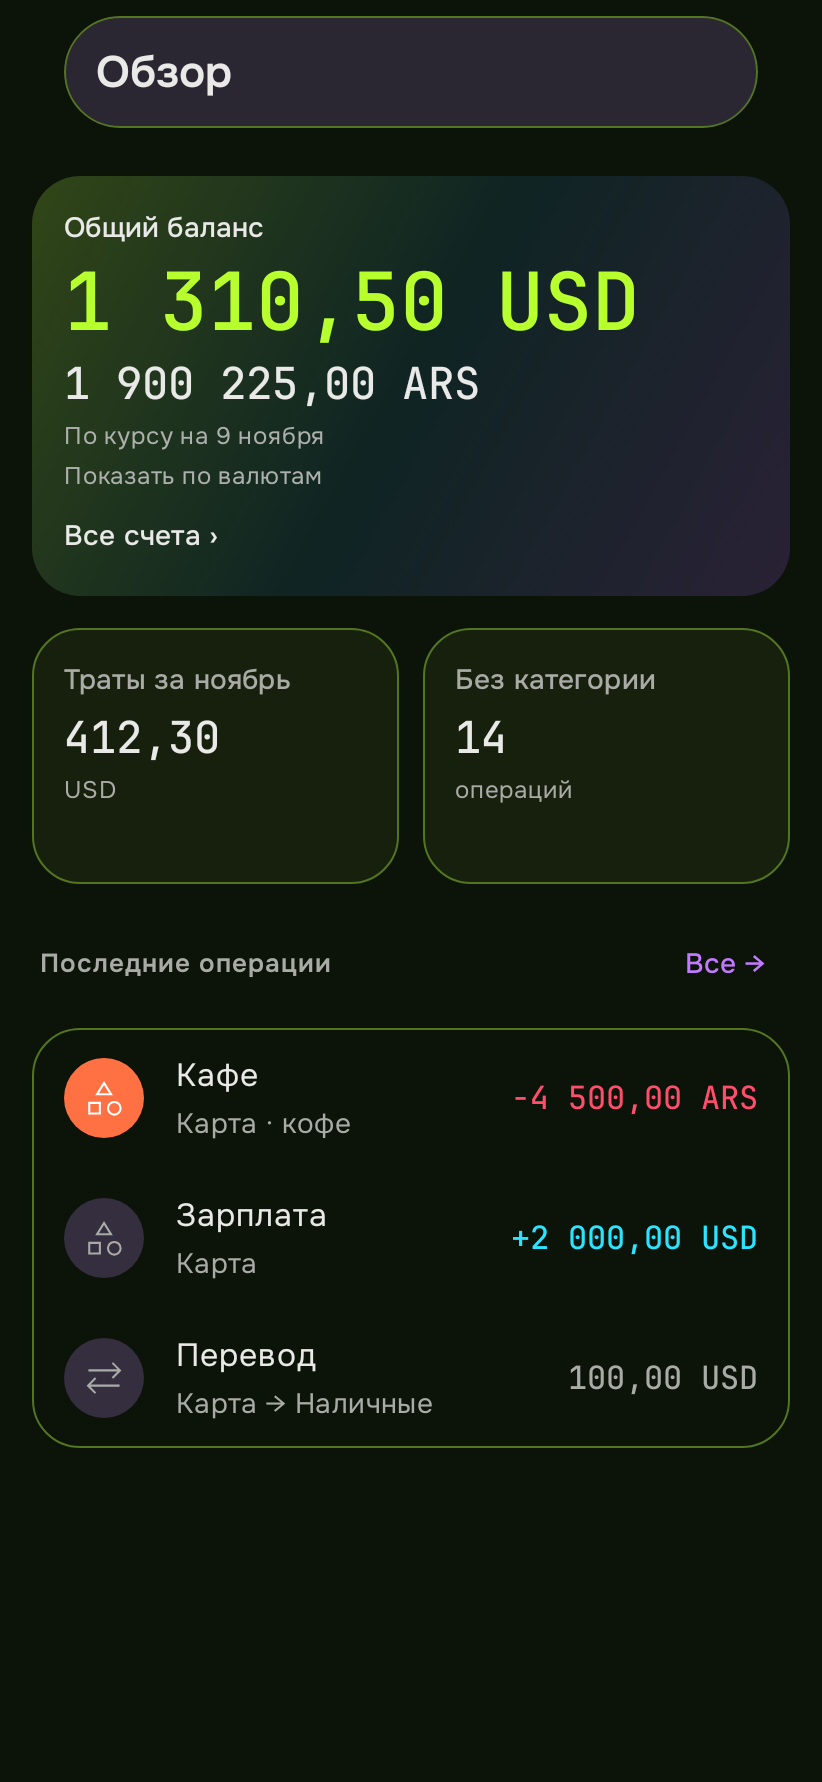 Обзор
Общий баланс
1 310,50 USD
1 900 225,00 ARS
По курсу на 9 ноября
Показать по валютам
Все счета ›
Траты за ноябрь
412,30
USD
Без категории
14
операций
Последние операции
Все →
Кафе
Карта · кофе
-4 500,00 ARS
Зарплата
Карта
+2 000,00 USD
Перевод
Карта → Наличные
100,00 USD